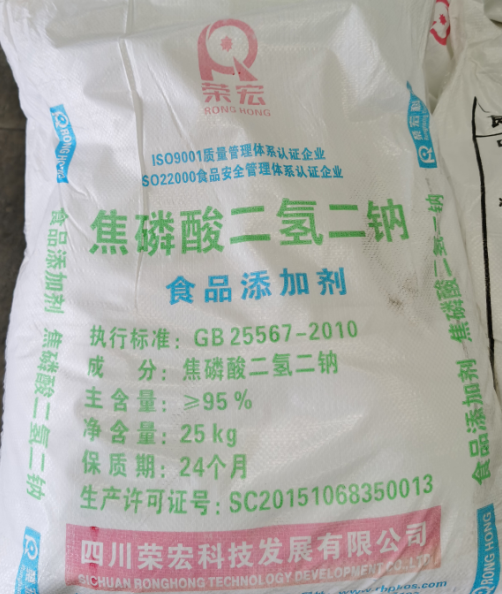 荣宏
RONG HONG
ISO9001质量管理体系认证企业
SO22000食品安全管理体系认证企业
焦磷酸二氢二钠
食品添加剂
执行标准：GB 25567-2010
成 分：焦磷酸二氢二钠
主含量：≥95%
净含量：25kg
保质期：24个月
生产许可证号：SC20151068350013
四川荣宏科技发展有限公司
SICHUAN RONGHONG TECHNOLOGY DEVELOPMENT CO.,LTD
RONG HONG
食品添加剂 焦磷酸二氢二钠
食品添加剂 焦磷酸二氢二钠